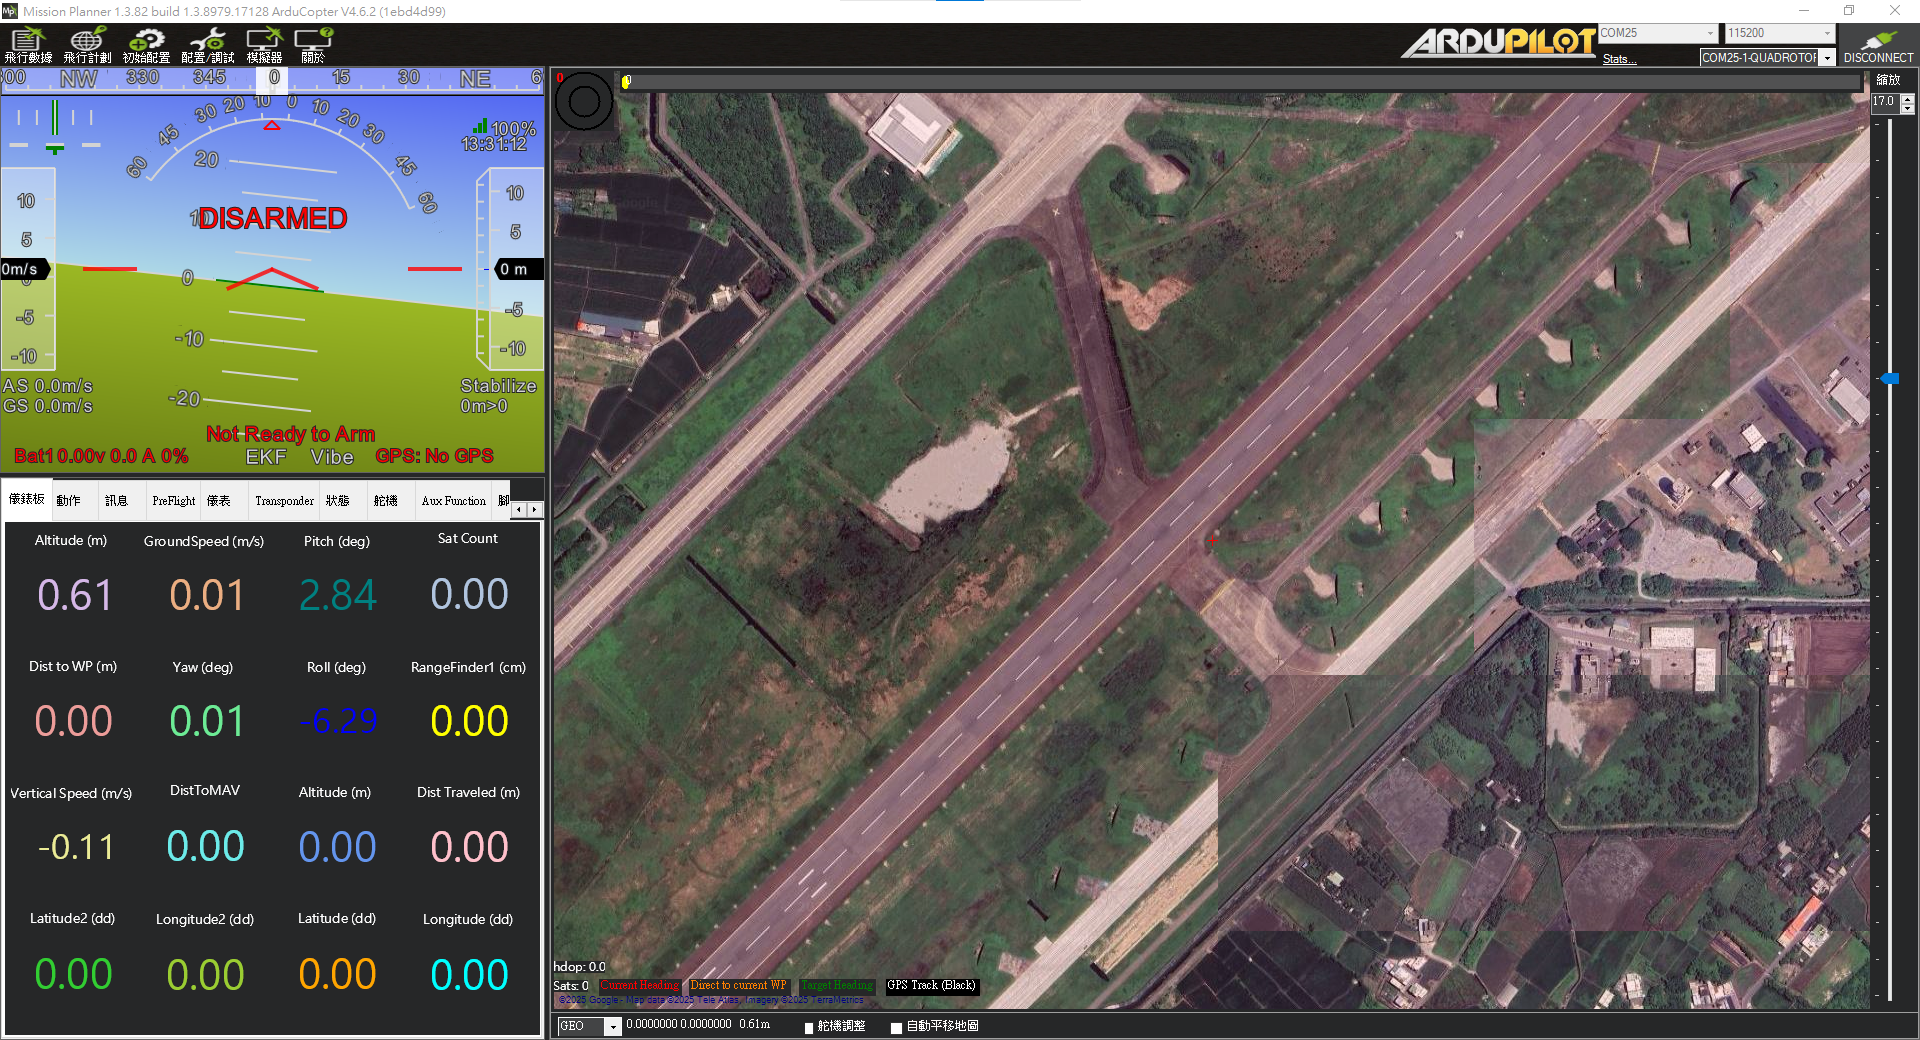 Mission Planner 1.3.82 build 1.3.8979.17128 ArduCopter V4.6.2 (1ebd4d99)
飛行數據 飛行計劃 初始配置 配置/調試 模擬器 關於
ARDUPILOT
COM25 115200
Stats... COM25-1-QUADROTOR DISCONNECT
300 NW 330 345 0 15 30 NE 6
60 45 30 20 10 0 10 20 30 45 60
100%
13:31:12
20
10 DISARMED
10 10
5 5
0m/s 0 0 m
0 -5
-5 -10
-10 -10
AS 0.0m/s Stabilize
GS 0.0m/s -20 0m>0
Not Ready to Arm
Bat1 0.00v 0.0 A 0% EKF Vibe GPS: No GPS
儀錶板 動作 訊息 PreFlight 儀表 Transponder 狀態 舵機 Aux Function 腳
Altitude (m) GroundSpeed (m/s) Pitch (deg) Sat Count
0.61 0.01 2.84 0.00
Dist to WP (m) Yaw (deg) Roll (deg) RangeFinder1 (cm)
0.00 0.01 -6.29 0.00
Vertical Speed (m/s) DistToMAV Altitude (m) Dist Traveled (m)
-0.11 0.00 0.00 0.00
Latitude2 (dd) Longitude2 (dd) Latitude (dd) Longitude (dd)
0.00 0.00 0.00 0.00
0 0
縮放
17.0
hdop: 0.0
Sats: 0 Current Heading Direct to current WP Target Heading GPS Track (Black)
©2025 Google - Map data ©2025 Tele Atlas, Imagery ©2025 TerraMetrics
GEO 0.0000000 0.0000000 0.61m 舵機調整 自動平移地圖